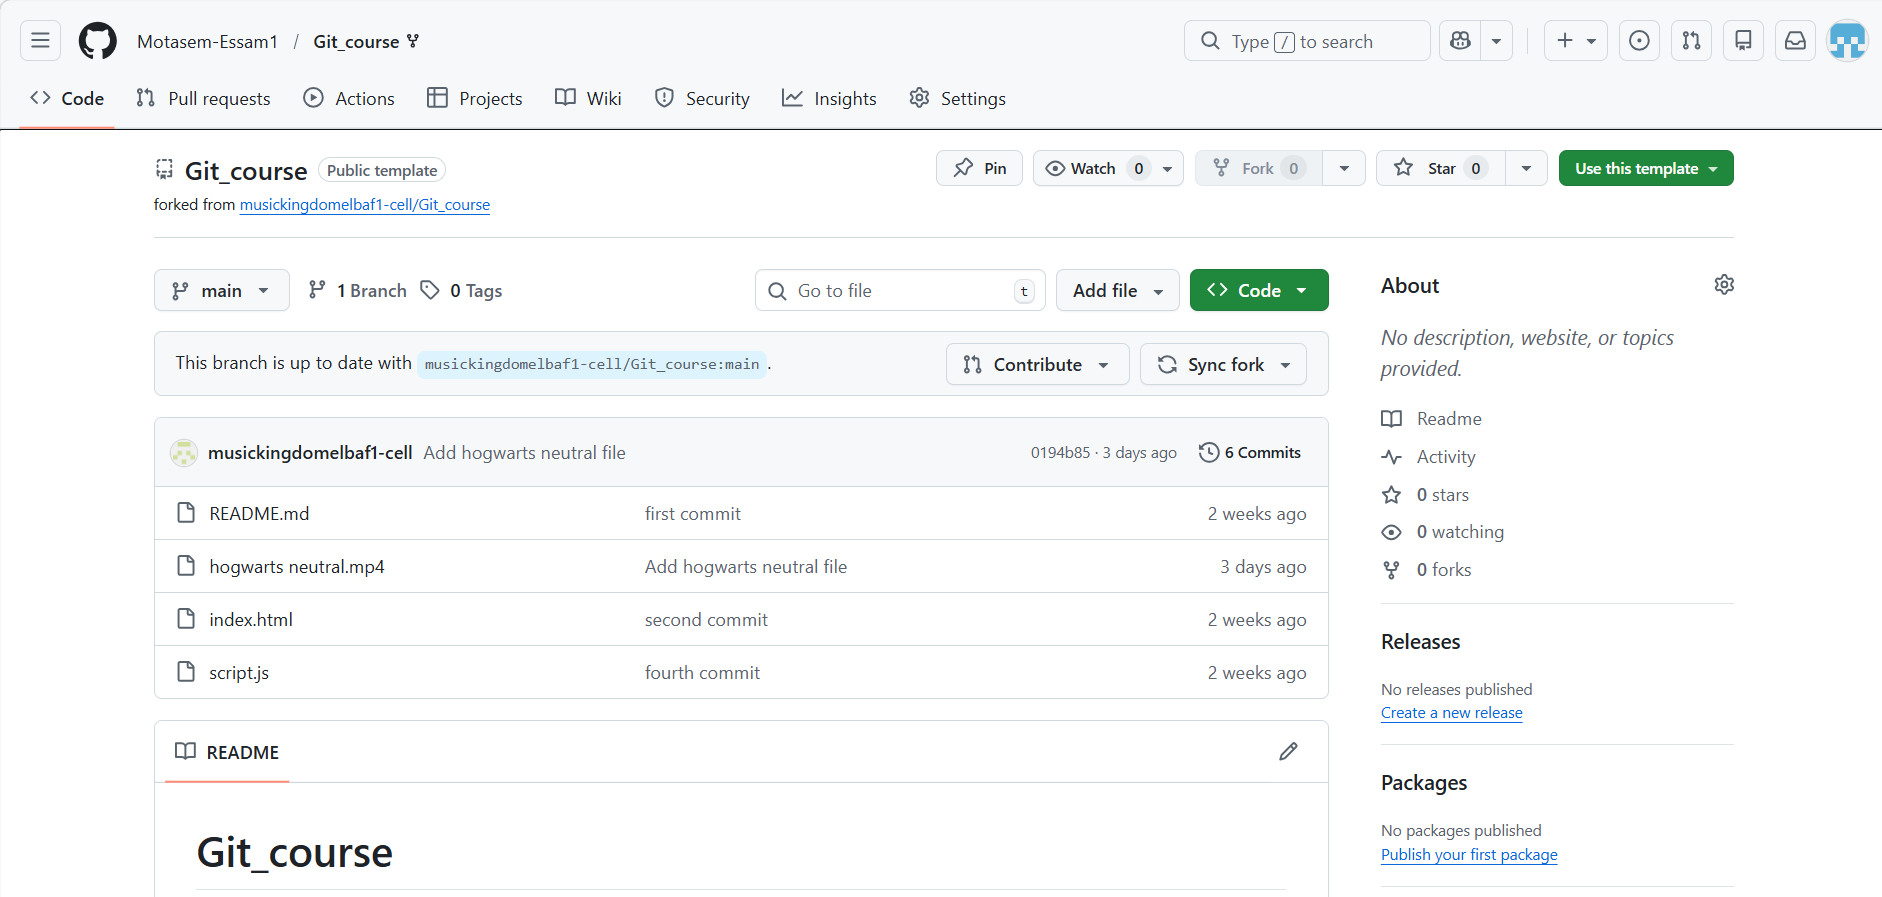 Motasem-Essam1 / Git_course
Type / to search
Code Pull requests Actions Projects Wiki Security Insights Settings
Git_course Public template
Pin Watch 0 Fork 0 Star 0 Use this template
forked from musickingdomelbaf1-cell/Git_course
main 1 Branch 0 Tags Go to file t Add file Code
This branch is up to date with musickingdomelbaf1-cell/Git_course:main .
Contribute Sync fork
musickingdomelbaf1-cell Add hogwarts neutral file 0194b85 · 3 days ago 6 Commits
README.md first commit 2 weeks ago
hogwarts neutral.mp4 Add hogwarts neutral file 3 days ago
index.html second commit 2 weeks ago
script.js fourth commit 2 weeks ago
README
Git_course
About
No description, website, or topics
provided.
Readme
Activity
0 stars
0 watching
0 forks
Releases
No releases published
Create a new release
Packages
No packages published
Publish your first package